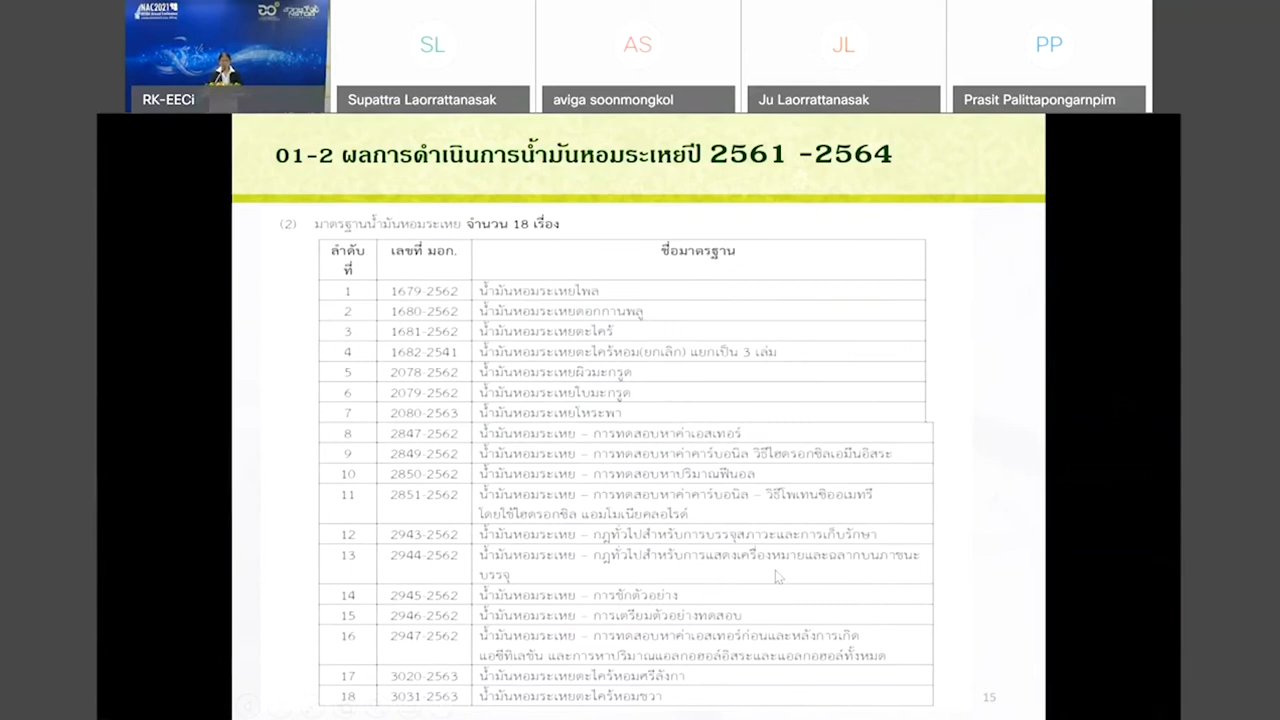 NAC2021
NSTDA
SL
AS
JL
PP
RK-EECi
Supattra Laorrattanasak
aviga soonmongkol
Ju Laorrattanasak
Prasit Palittapongarnpim
01-2 ผลการดำเนินการน้ำมันหอมระเหยปี 2561 -2564
(2) มาตรฐานน้ำมันหอมระเหย จำนวน 18 เรื่อง
ลำดับที่ เลขที่ มอก. ชื่อมาตรฐาน
1 1679-2562 น้ำมันหอมระเหยไพล
2 1680-2562 น้ำมันหอมระเหยดอกกานพลู
3 1681-2562 น้ำมันหอมระเหยตะไคร้
4 1682-2541 น้ำมันหอมระเหยตะไคร้หอม(ยกเลิก) แยกเป็น 3 เล่ม
5 2078-2562 น้ำมันหอมระเหยผิวมะกรูด
6 2079-2562 น้ำมันหอมระเหยใบมะกรูด
7 2080-2563 น้ำมันหอมระเหยโหระพา
8 2847-2562 น้ำมันหอมระเหย – การทดสอบหาค่าเอสเทอร์
9 2849-2562 น้ำมันหอมระเหย – การทดสอบหาค่าคาร์บอนิล วิธีไฮดรอกซิลเอมีนอิสระ
10 2850-2562 น้ำมันหอมระเหย – การทดสอบหาปริมาณฟีนอล
11 2851-2562 น้ำมันหอมระเหย – การทดสอบหาค่าคาร์บอนิล – วิธีโพเทนชิออเมทรี
โดยใช้ไฮดรอกซิล แอมโมเนียคลอไรด์
12 2943-2562 น้ำมันหอมระเหย – กฎทั่วไปสำหรับการบรรจุสภาวะและการเก็บรักษา
13 2944-2562 น้ำมันหอมระเหย – กฎทั่วไปสำหรับการแสดงเครื่องหมายและฉลากบนภาชนะ
บรรจุ
14 2945-2562 น้ำมันหอมระเหย – การชักตัวอย่าง
15 2946-2562 น้ำมันหอมระเหย – การเตรียมตัวอย่างทดสอบ
16 2947-2562 น้ำมันหอมระเหย – การทดสอบหาค่าเอสเทอร์ก่อนและหลังการเกิด
แอซีทิเลชัน และการหาปริมาณแอลกอฮอล์อิสระและแอลกอฮอล์ทั้งหมด
17 3020-2563 น้ำมันหอมระเหยตะไคร้หอมศรีลังกา
18 3031-2563 น้ำมันหอมระเหยตะไคร้หอมชวา
15